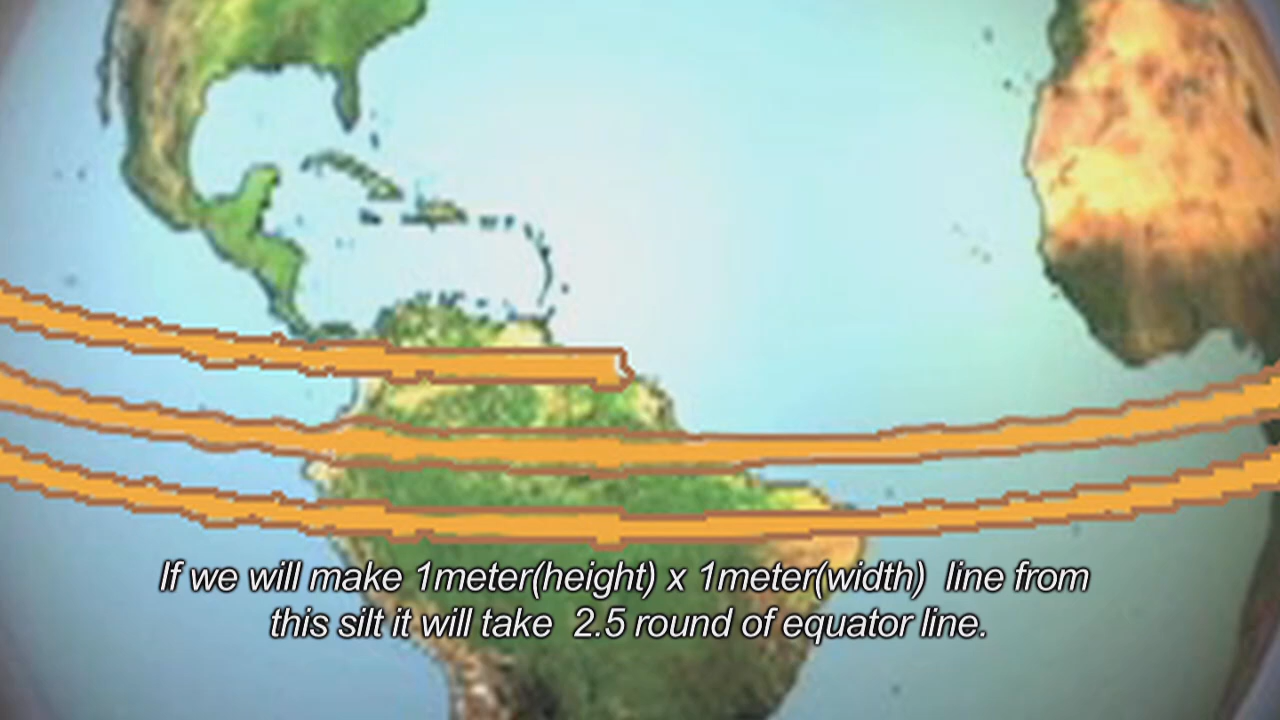 If we will make 1meter(height) x 1meter(width)  line from
this silt it will take  2.5 round of equator line.